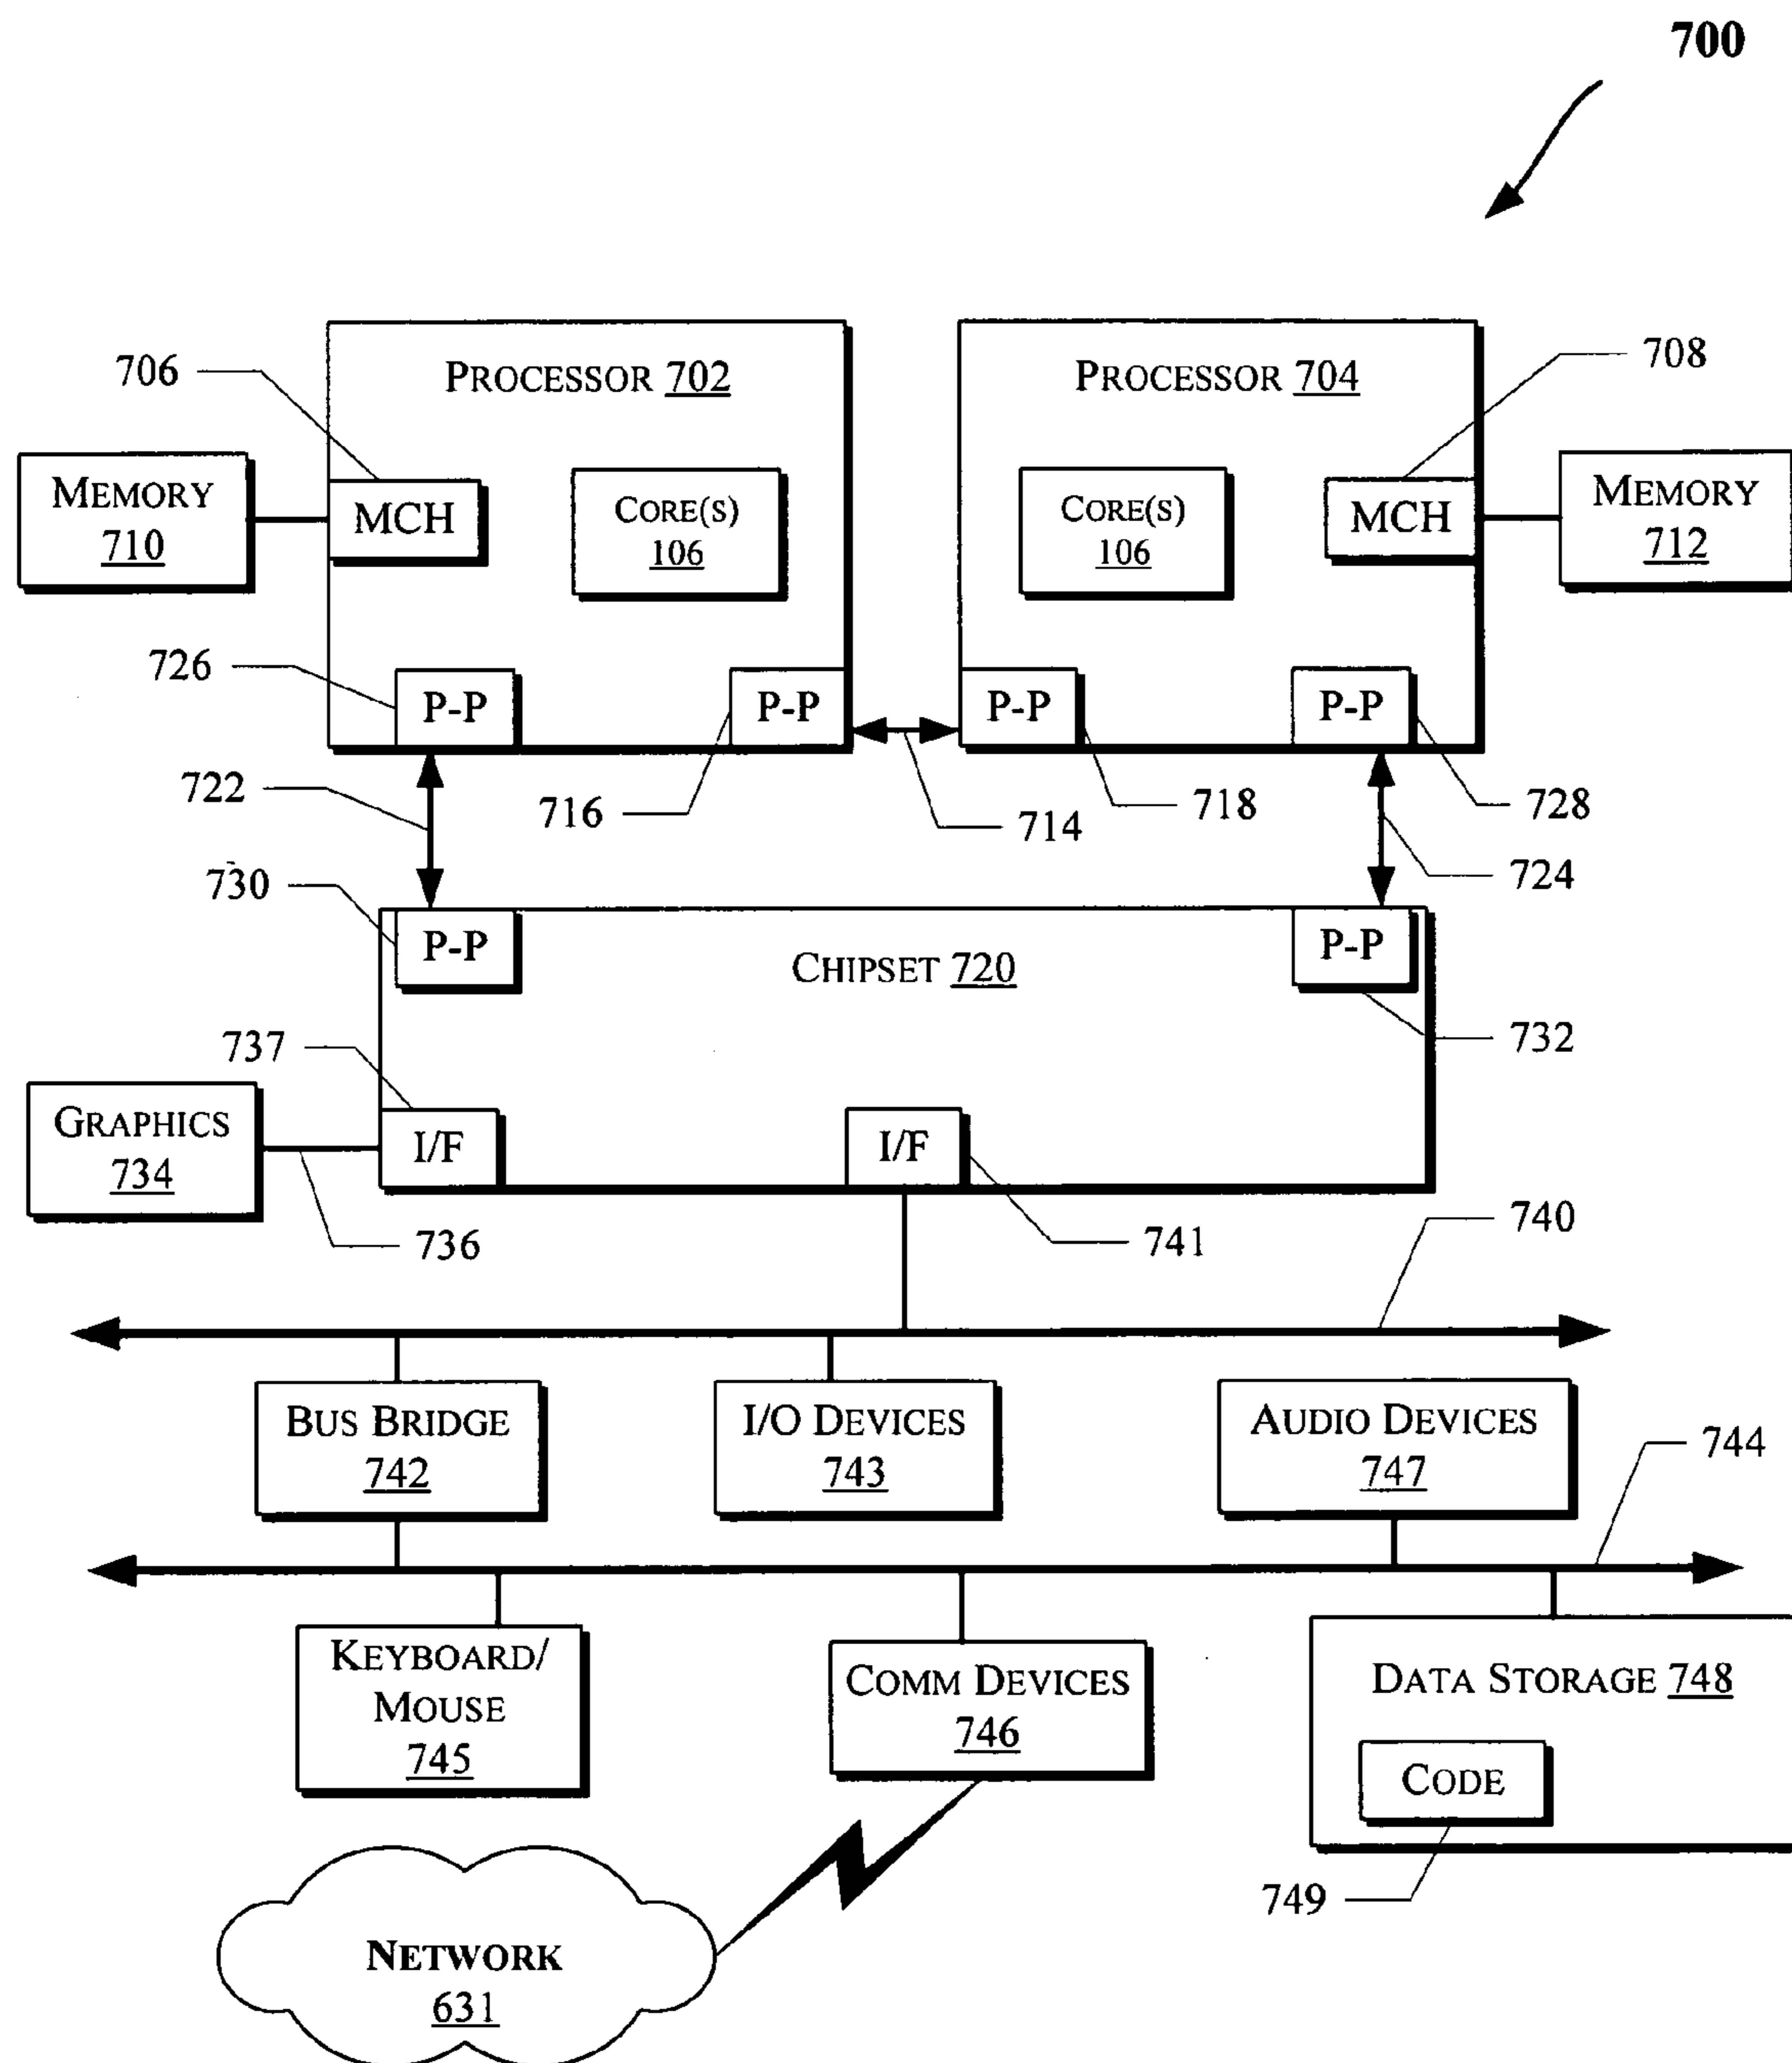 700
706
PROCESSOR 702
PROCESSOR 704
708
MEMORY
710
MCH
CORE(S)
106
CORE(S)
106
MCH
MEMORY
712
726
P-P
P-P
P-P
P-P
722
716
714
718
728
724
730
P-P
CHIPSET 720
P-P
732
737
GRAPHICS
734
I/F
I/F
736
741
740
BUS BRIDGE
742
I/O DEVICES
743
AUDIO DEVICES
747
744
KEYBOARD/
MOUSE
745
COMM DEVICES
746
DATA STORAGE 748
CODE
749
NETWORK
631